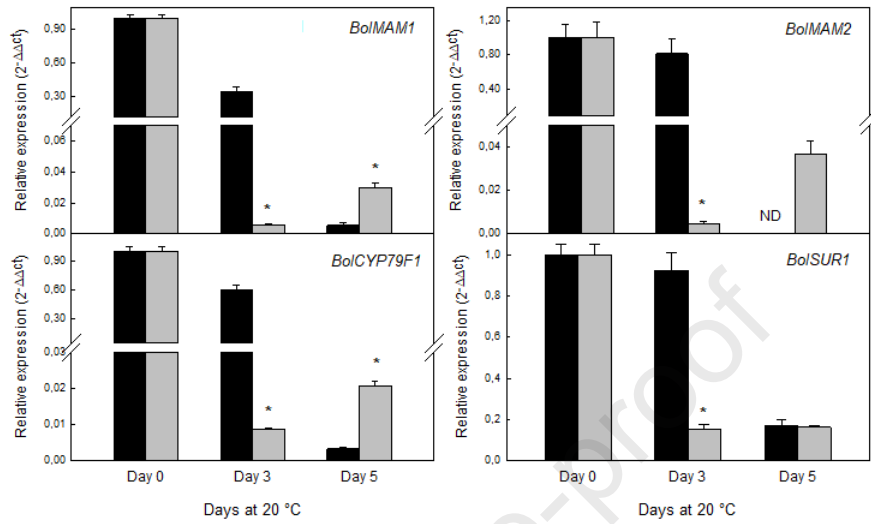 BolMAM1
Relative expression (2-ΔΔct)
0,90
0,60
0,30
0,06
0,04
0,02
0,00
*
*
BolMAM2
Relative expression (2-ΔΔct)
1,20
0,80
0,40
0,04
0,02
0,00
*
ND
BolCYP79F1
Relative expression (2-ΔΔct)
0,90
0,60
0,30
0,03
0,02
0,01
0,00
*
*
Day 0 Day 3 Day 5
Days at 20 °C
BolSUR1
Relative expression (2-ΔΔct)
1,0
0,8
0,6
0,4
0,2
0,0
*
Day 0 Day 3 Day 5
Days at 20 °C
-proof